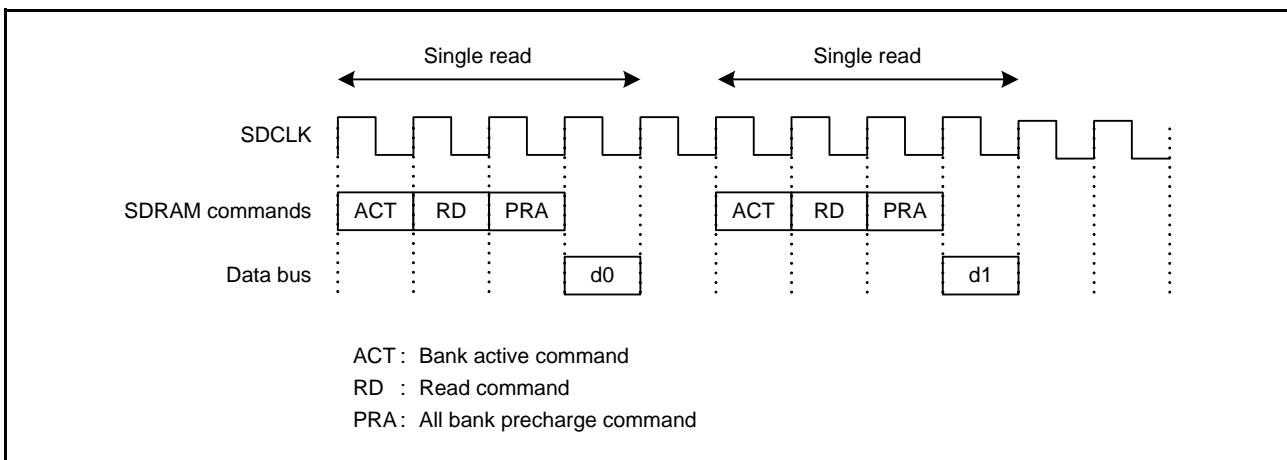 Single read Single read
SDCLK
SDRAM commands ACT RD PRA ACT RD PRA
Data bus d0 d1
ACT : Bank active command
RD : Read command
PRA : All bank precharge command